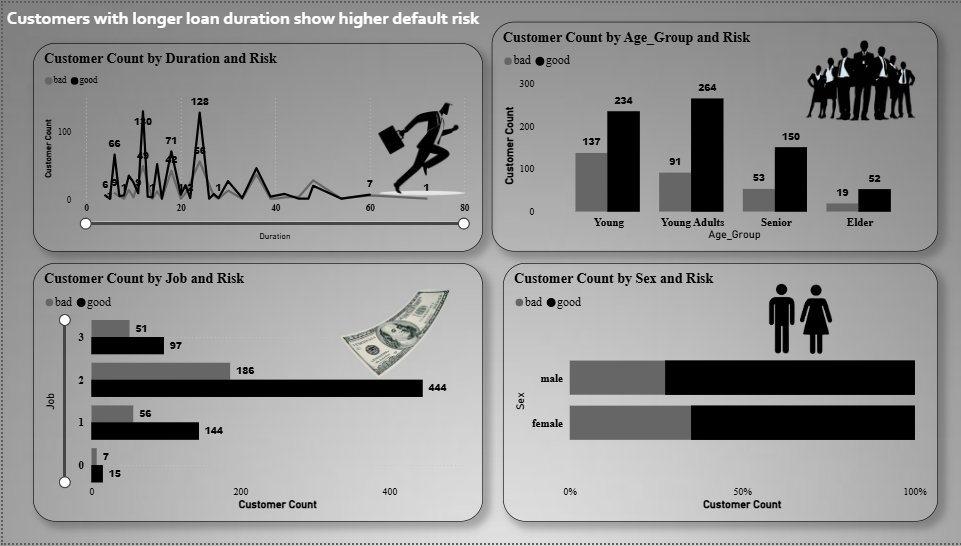 Customers with longer loan duration show higher default risk
Customer Count by Duration and Risk
bad good
Customer Count
100
0
6
66
9
1
130
49
9
1
71
42
12
128
56
1
7
1
0 20 40 60 80
Duration
Customer Count by Age_Group and Risk
bad good
Customer Count
300
200
100
0
137 234
91 264
53 150
19 52
Young Young Adults Senior Elder
Age_Group
Customer Count by Job and Risk
bad good
Job
3 51
97
2 186
444
1 56
144
0 7
15
0 200 400
Customer Count
Customer Count by Sex and Risk
bad good
Sex
male
female
0% 50% 100%
Customer Count